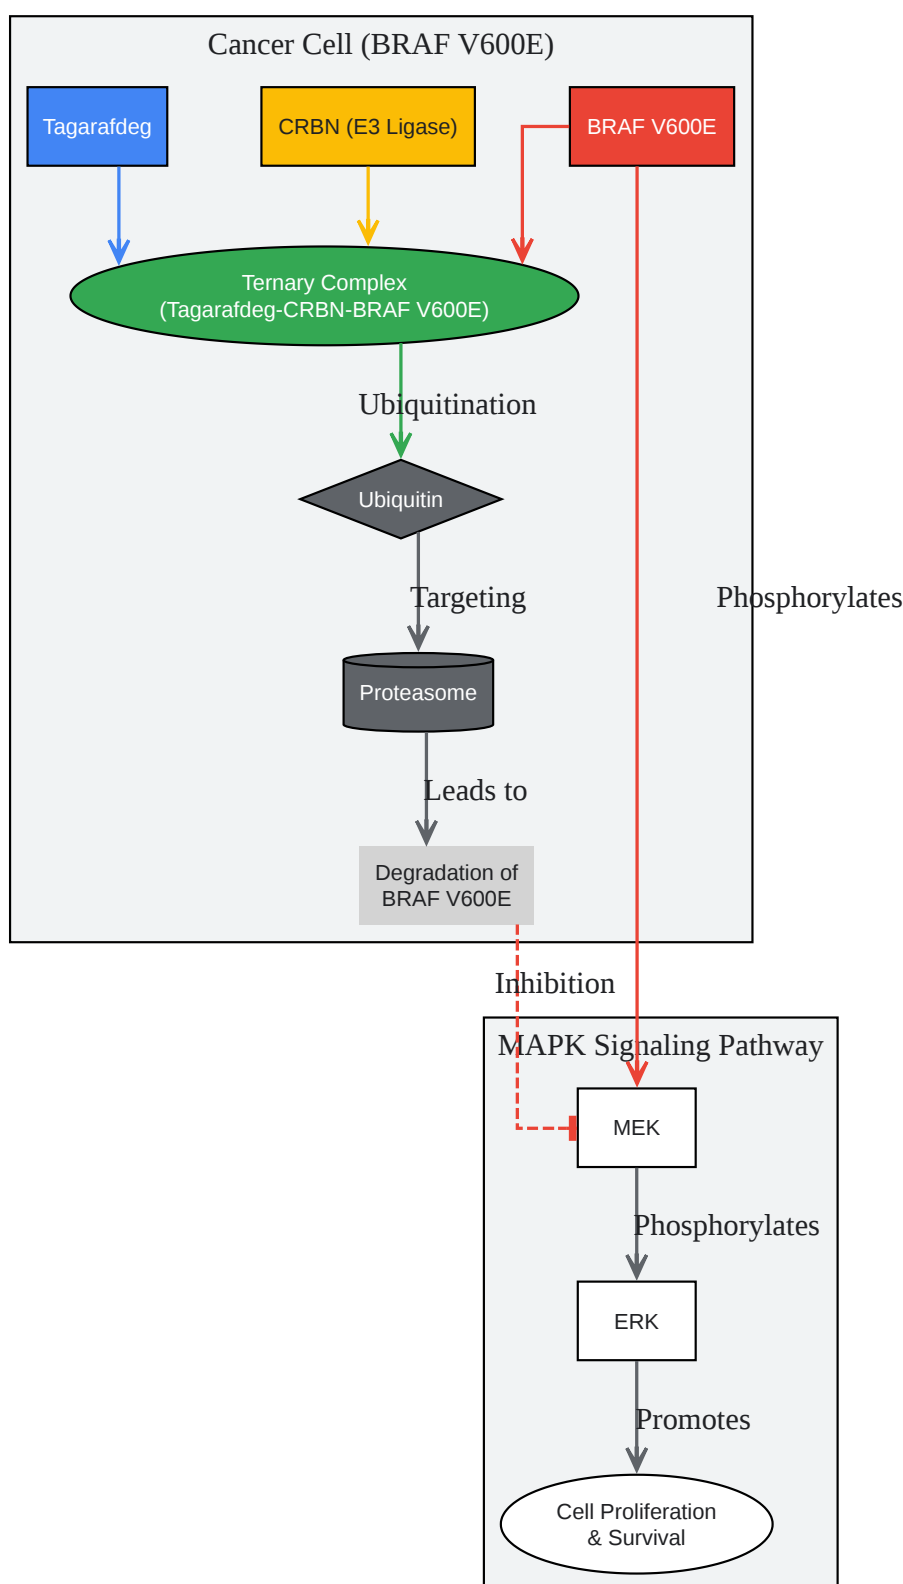 Cancer Cell (BRAF V600E)
Tagarafdeg
CRBN (E3 Ligase)
BRAF V600E
Ternary Complex
(Tagarafdeg-CRBN-BRAF V600E)
Ubiquitination
Ubiquitin
Targeting
Phosphorylates
Proteasome
Leads to
Degradation of
BRAF V600E
Inhibition
MAPK Signaling Pathway
MEK
Phosphorylates
ERK
Promotes
Cell Proliferation
& Survival